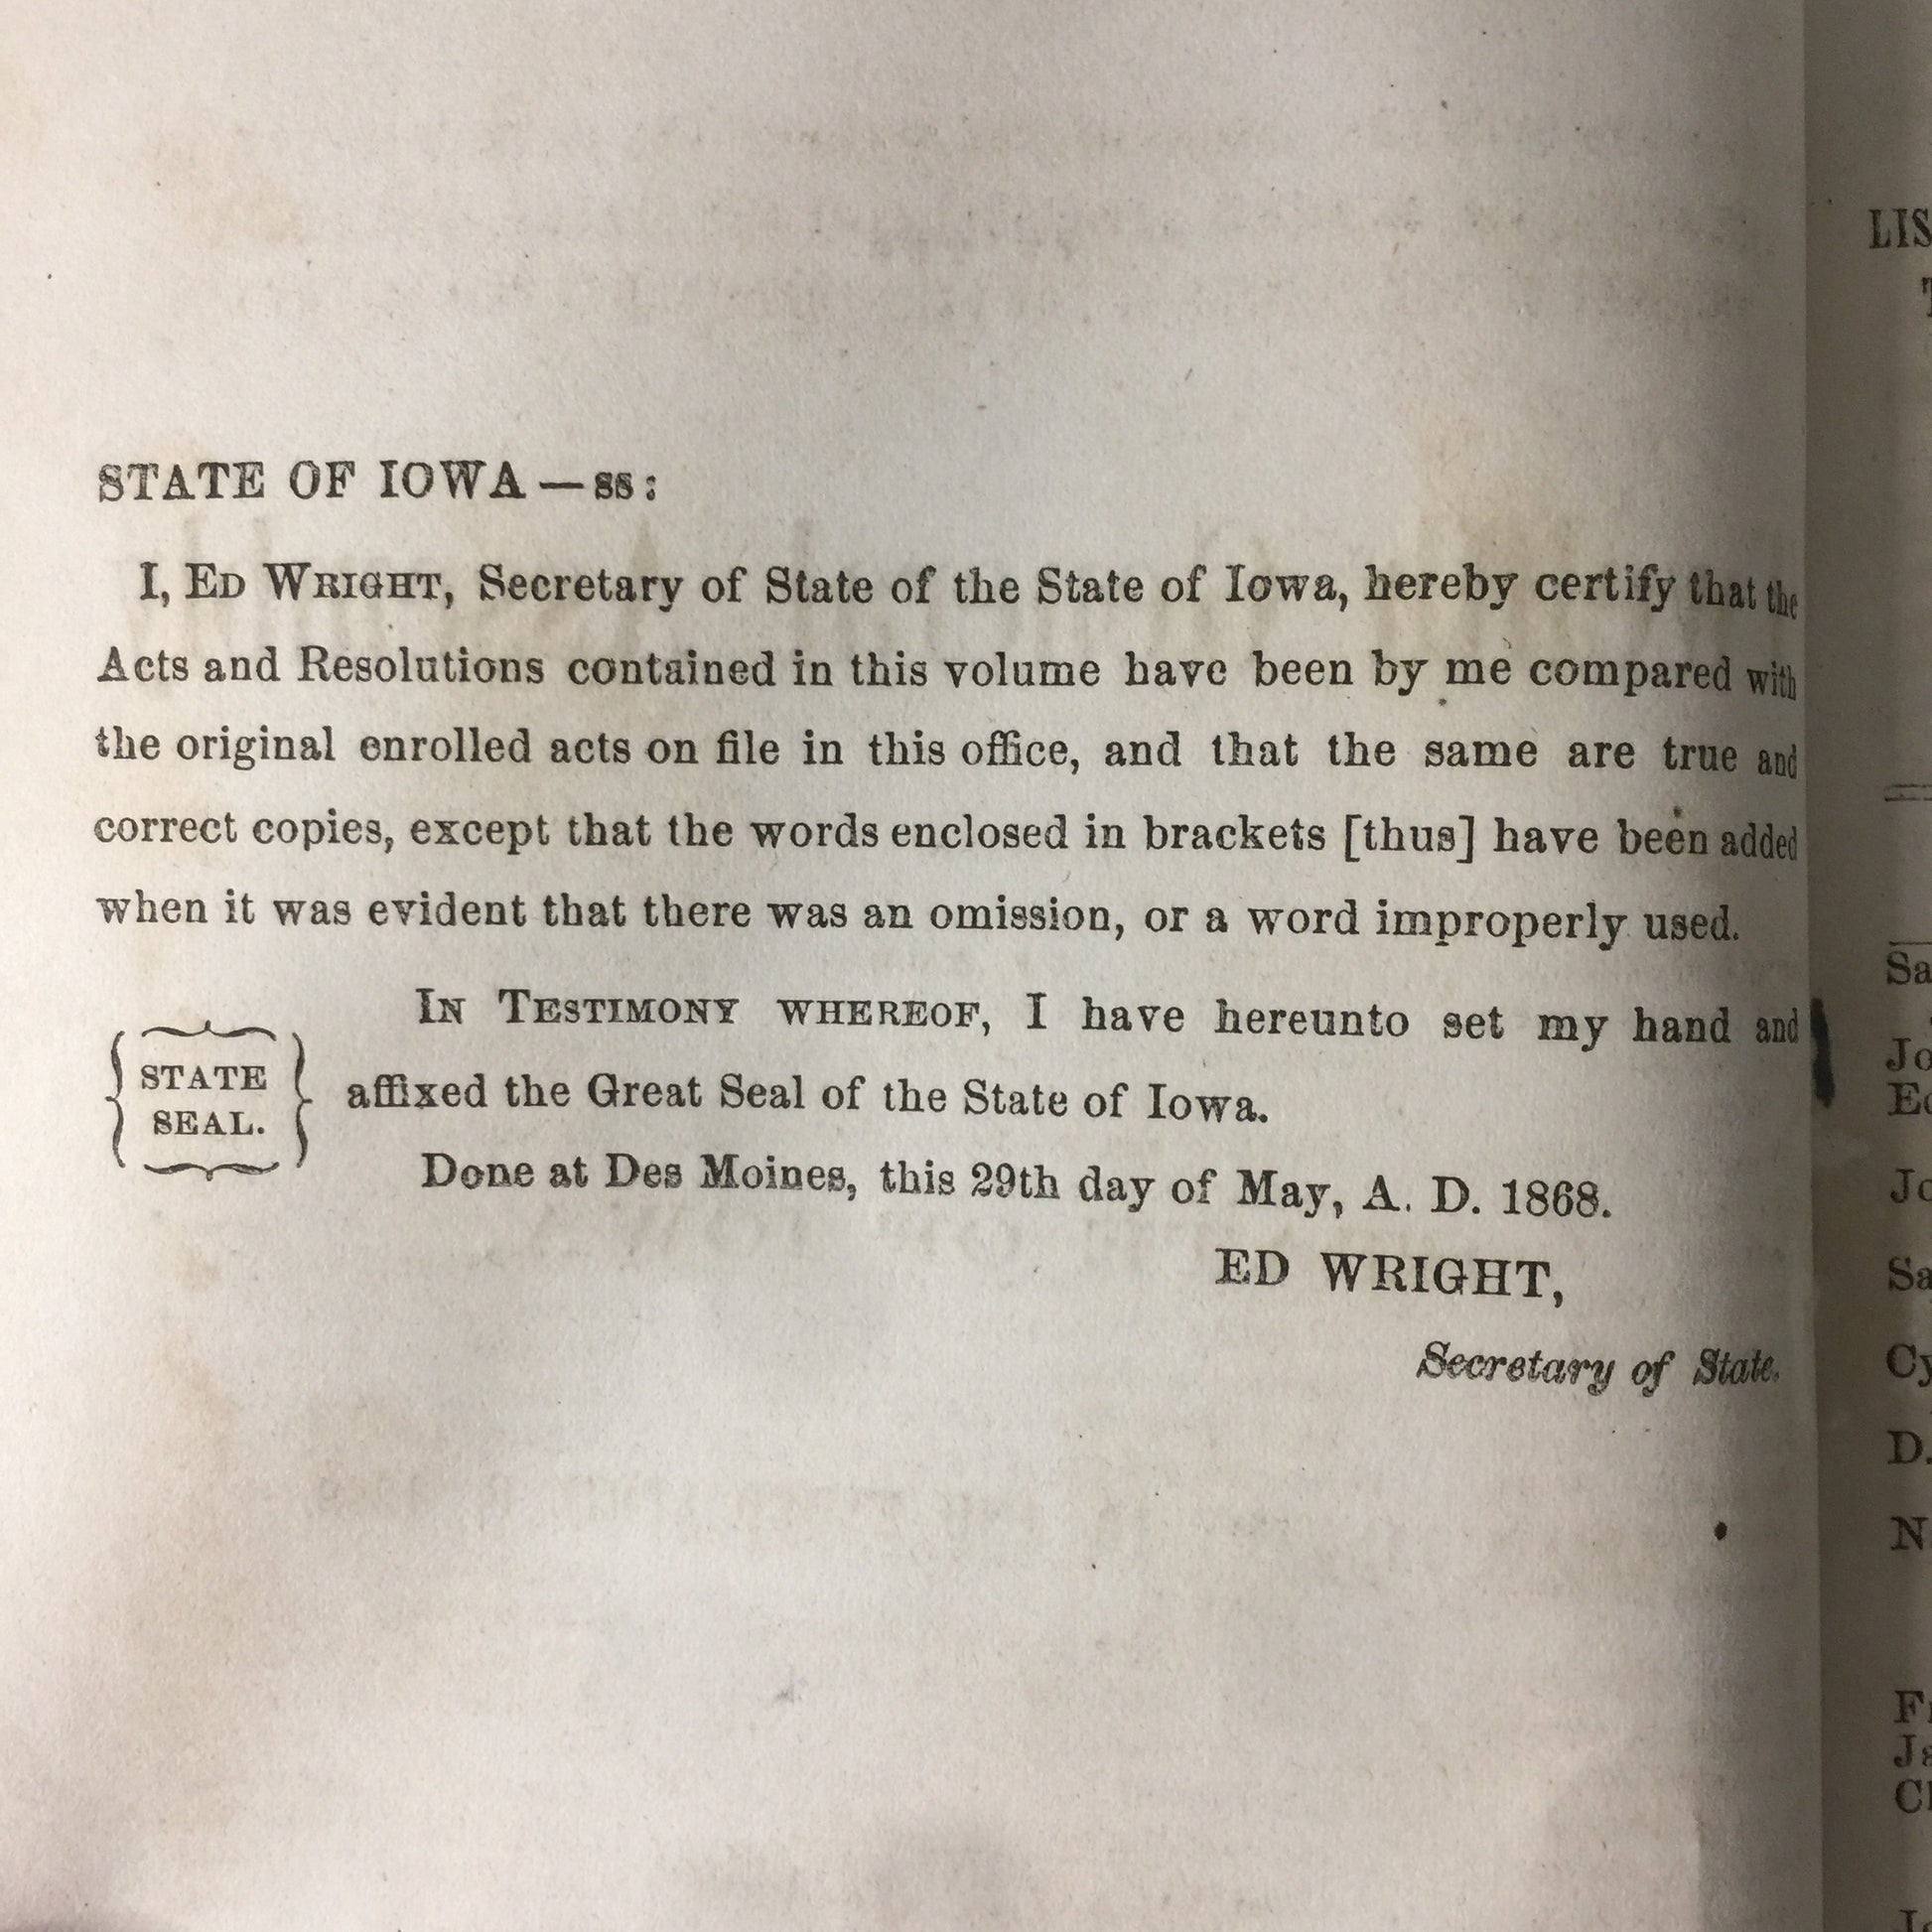 STATE OF IOWA — ss:
I, ED WRIGHT, Secretary of State of the State of Iowa, hereby certify that the
Acts and Resolutions contained in this volume have been by me compared with
the original enrolled acts on file in this office, and that the same are true and
correct copies, except that the words enclosed in brackets [thus] have been added
when it was evident that there was an omission, or a word improperly used.
IN TESTIMONY WHEREOF, I have hereunto set my hand and
STATE
SEAL.
affixed the Great Seal of the State of Iowa.
Done at Des Moines, this 29th day of May, A. D. 1868.
ED WRIGHT,
Secretary of State.